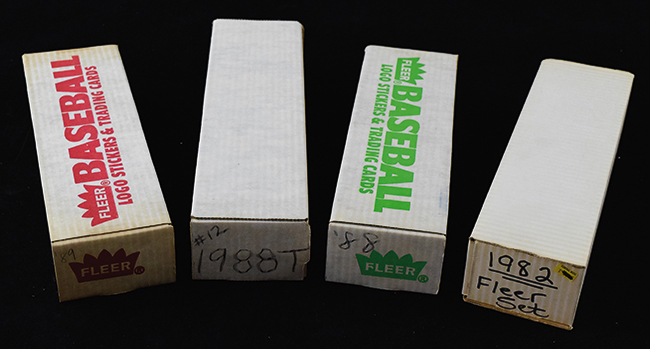 FLEER® BASEBALL
LOGO STICKERS & TRADING CARDS
89
FLEER®
#12
1988T
FLEER® BASEBALL
LOGO STICKERS & TRADING CARDS
'88
FLEER®
1982
Fleer
Set